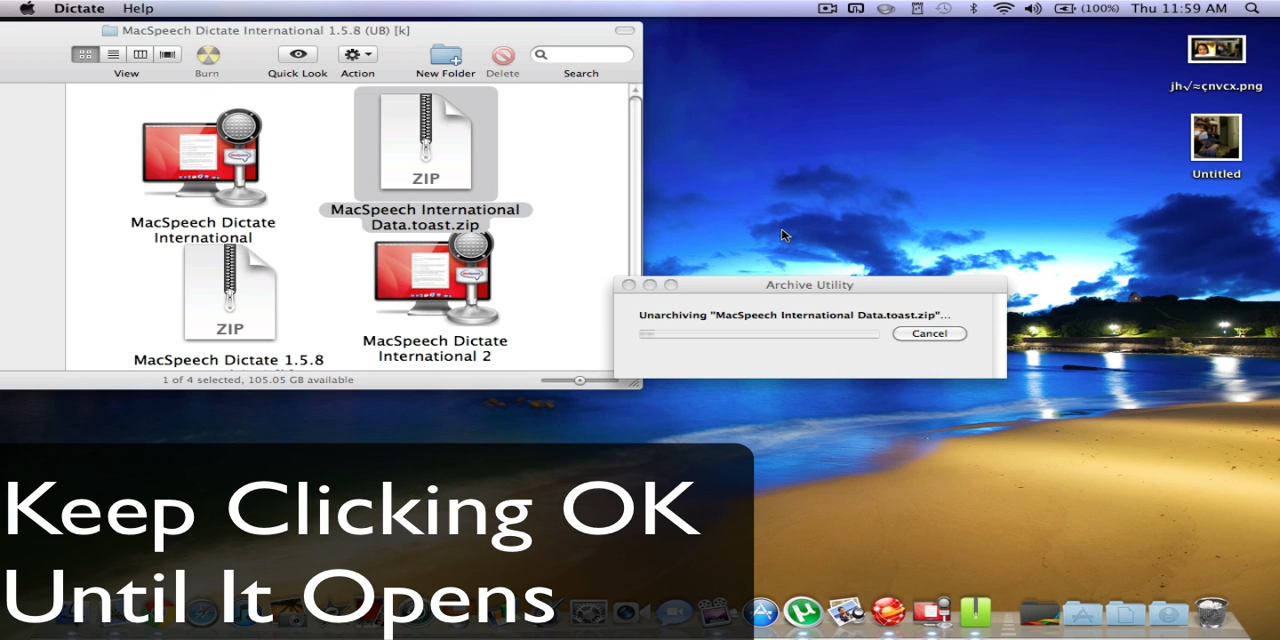 Dictate Help
(100%) Thu 11:59 AM
MacSpeech Dictate International 1.5.8 (UB) [k]
View Burn Quick Look Action New Folder Delete Search
MacSpeech Dictate
International
ZIP
MacSpeech International
Data.toast.zip
ZIP
MacSpeech Dictate 1.5.8
MacSpeech Dictate
International 2
1 of 4 selected, 105.05 GB available
jh√≈çnvcx.png
Untitled
Archive Utility
Unarchiving "MacSpeech International Data.toast.zip"...
Cancel
Keep Clicking OK
Until It Opens